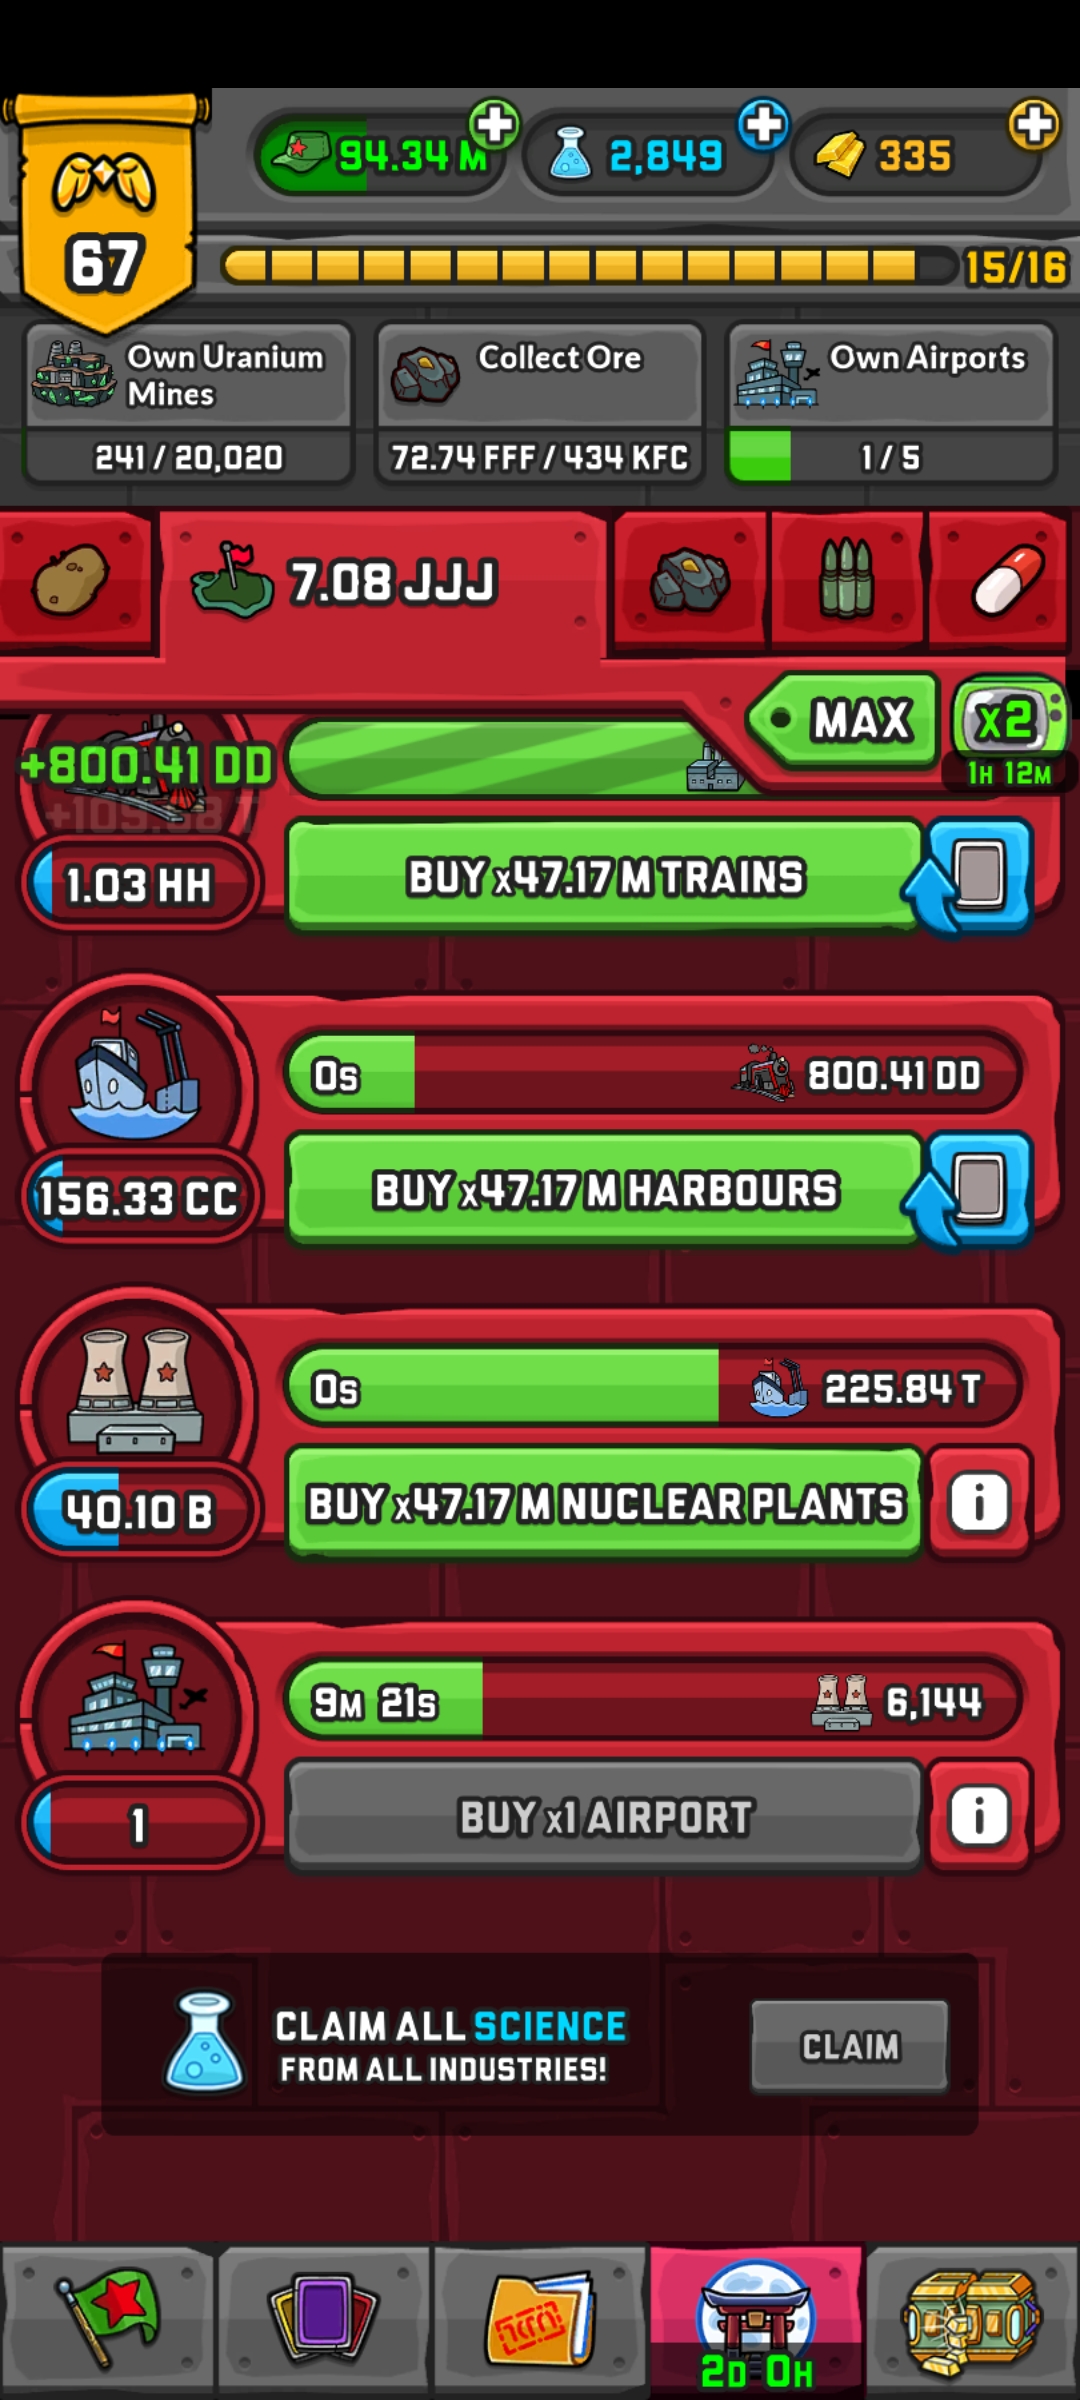 94.34 M
2,849
335
67
15/16
Own Uranium
Mines
Collect Ore
Own Airports
241 / 20,020
72.74 FFF / 434 KFC
1 / 5
7.08 JJJ
MAX
x2
1H 12M
+800.41 DD
1.03 HH
BUY x47.17 M TRAINS
0s
800.41 DD
156.33 CC
BUY x47.17 M HARBOURS
0s
225.84 T
40.10 B
BUY x47.17 M NUCLEAR PLANTS
i
9M 21S
6,144
1
BUY x1 AIRPORT
i
CLAIM ALL SCIENCE
FROM ALL INDUSTRIES!
CLAIM
2D 0H